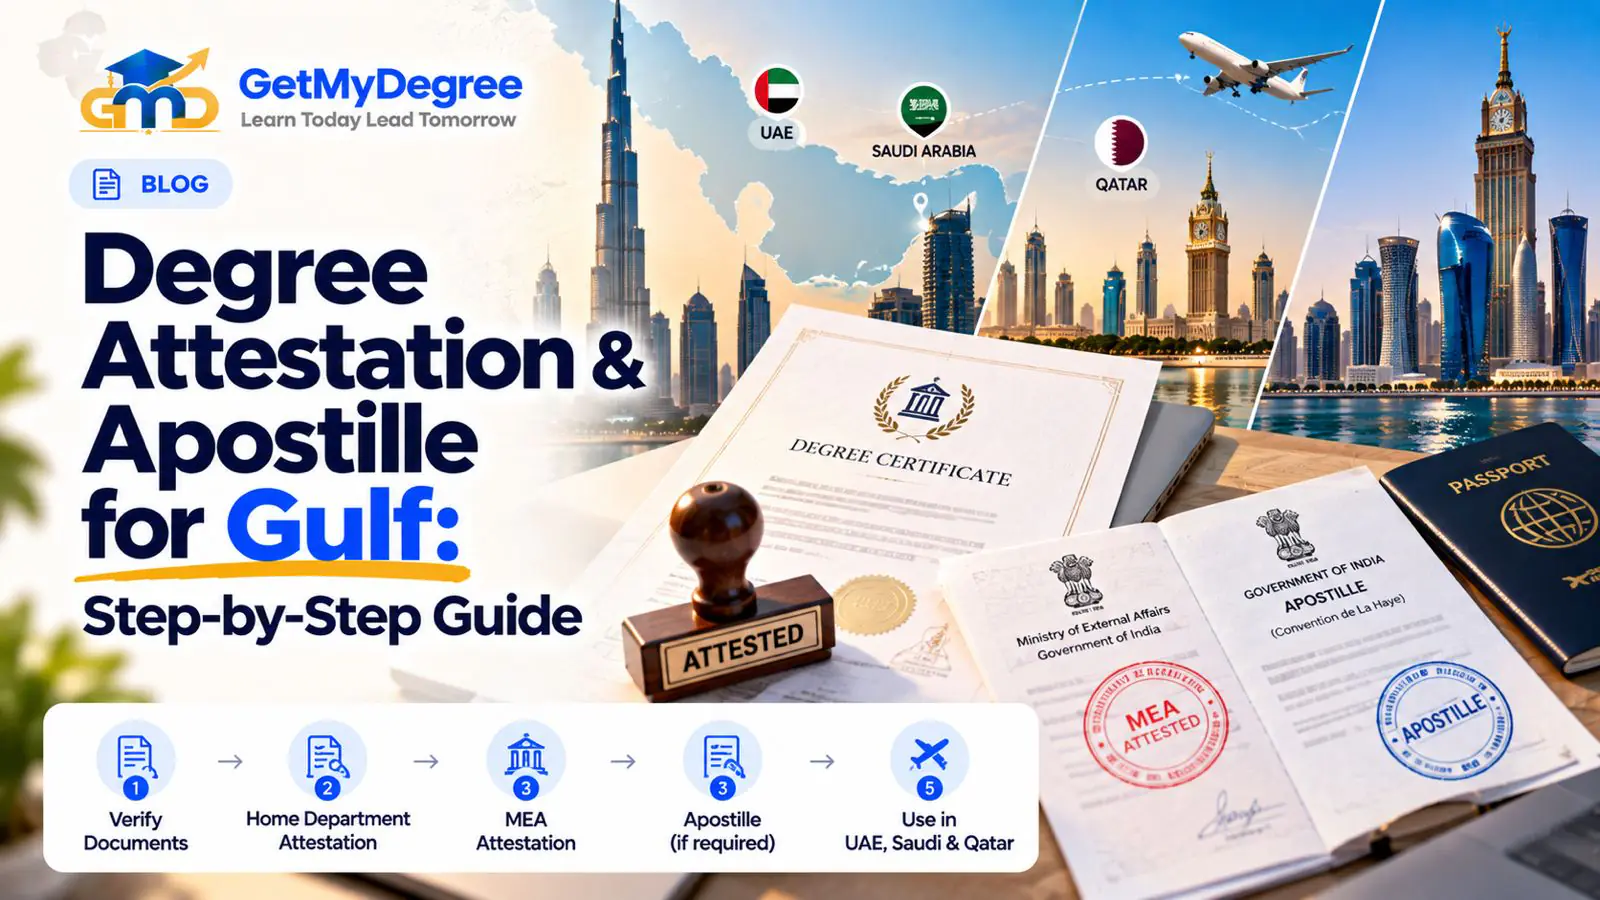 GetMyDegree
Learn Today Lead Tomorrow
BLOG
Degree
Attestation &
Apostille
for Gulf:
Step-by-Step Guide
UAE
SAUDI ARABIA
QATAR
DEGREE CERTIFICATE
ATTESTED
Ministry of External Affairs
Government of India
MEA
ATTESTED
GOVERNMENT OF INDIA
APOSTILLE
(Convention de La Haye)
APOSTILLE
PASSPORT
1
Verify
Documents
2
Home Department
Attestation
3
MEA
Attestation
3
Apostille
(if required)
5
Use in
UAE, Saudi & Qatar